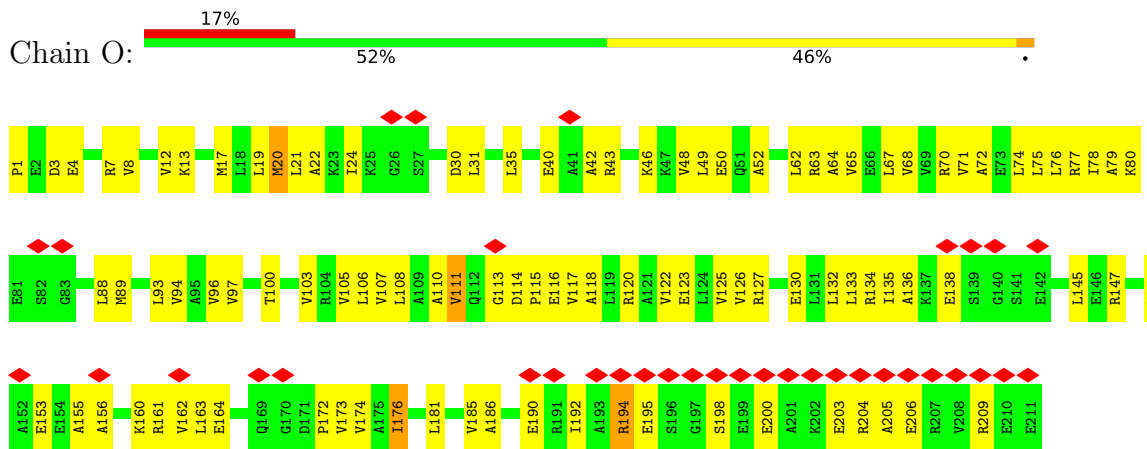 17%
Chain O:
52% 46% .
P1 E2 D3 E4 R7 V8 V12 K13 M17 L18 L19 M20 L21 A22 K23 I24 K25 G26 S27 D30 L31 L35 E40 A41 A42 R43 K46 K47 V48 L49 E50 Q51 A52 L62 R63 A64 V65 E66 L67 V68 V69 R70 V71 A72 E73 L74 L75 L76 R77 I78 A79 K80
E81 S82 G83 L88 M89 L93 V94 A95 V96 V97 T100 V103 R104 V105 L106 V107 L108 A109 A110 V111 Q112 G113 D114 P115 E116 V117 A118 L119 R120 A121 V122 E123 L124 V125 V126 R127 E130 L131 L132 L133 R134 I135 A136 K137 E138 S139 G140 S141 E142 L145 E146 R147
A152 E153 E154 A155 A156 K160 R161 V162 L163 E164 Q169 G170 D171 P172 V173 V174 A175 I176 L181 V185 A186 E190 R191 I192 A193 R194 E195 S196 G197 S198 E199 E200 A201 K202 E203 R204 A205 E206 R207 V208 R209 E210 E211